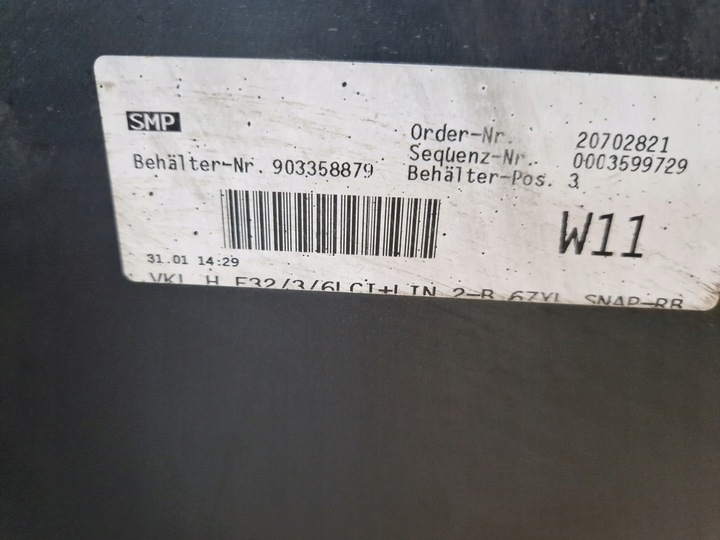 SMP
Order-Nr. 20702821
Sequenz-Nr. 0003599729
Behälter-Nr. 903358879
Behälter-Pos. 3
W11
31.01 14:29
VKL H F32/3/6LCI+LIN 2-B 6ZYL SNAP-RB